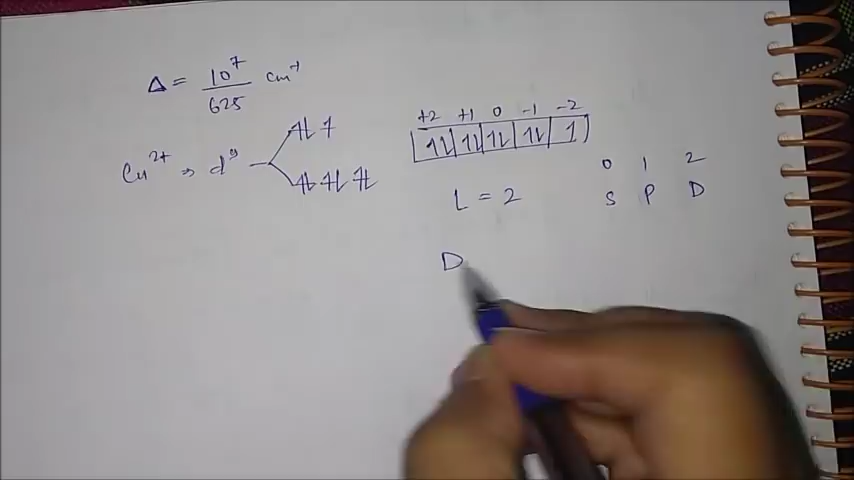 Δ = 10⁷/625 cm⁻¹
+2 +1 0 -1 -2
Cu²⁺ ⇒ d⁹ ⥮ 1
⥮ ⥮ ⥮
1L 1L 1L 1L 1
L = 2
0 1 2
S P D
D